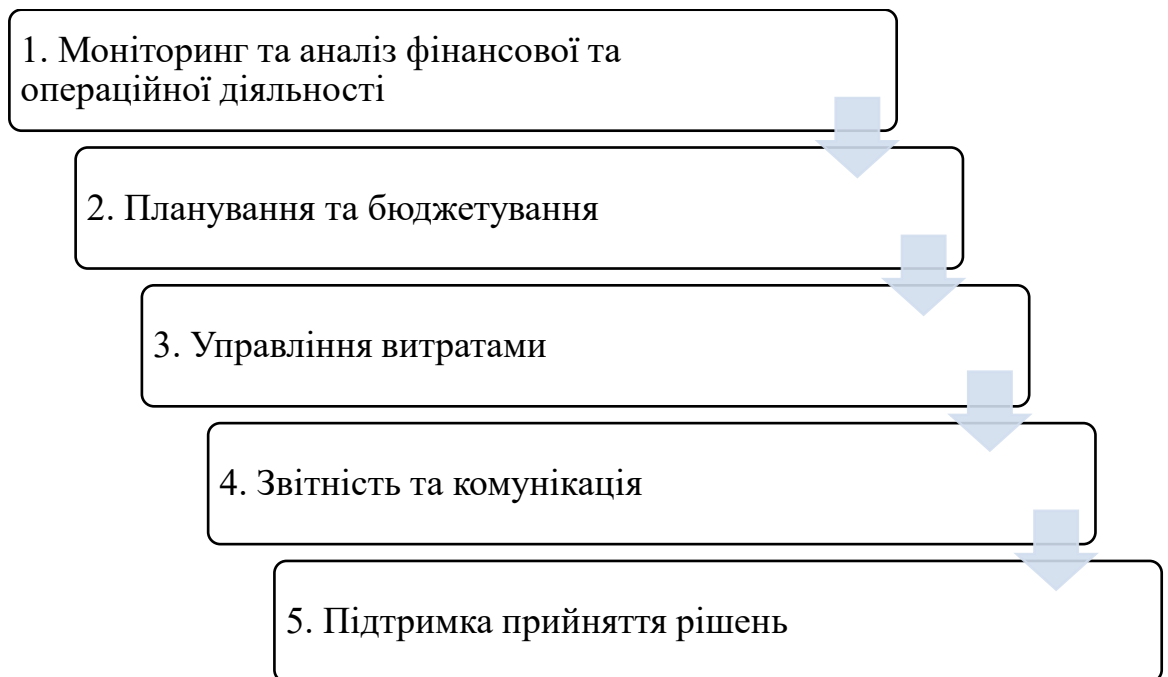 1. Моніторинг та аналіз фінансової та
операційної діяльності
2. Планування та бюджетування
3. Управління витратами
4. Звітність та комунікація
5. Підтримка прийняття рішень